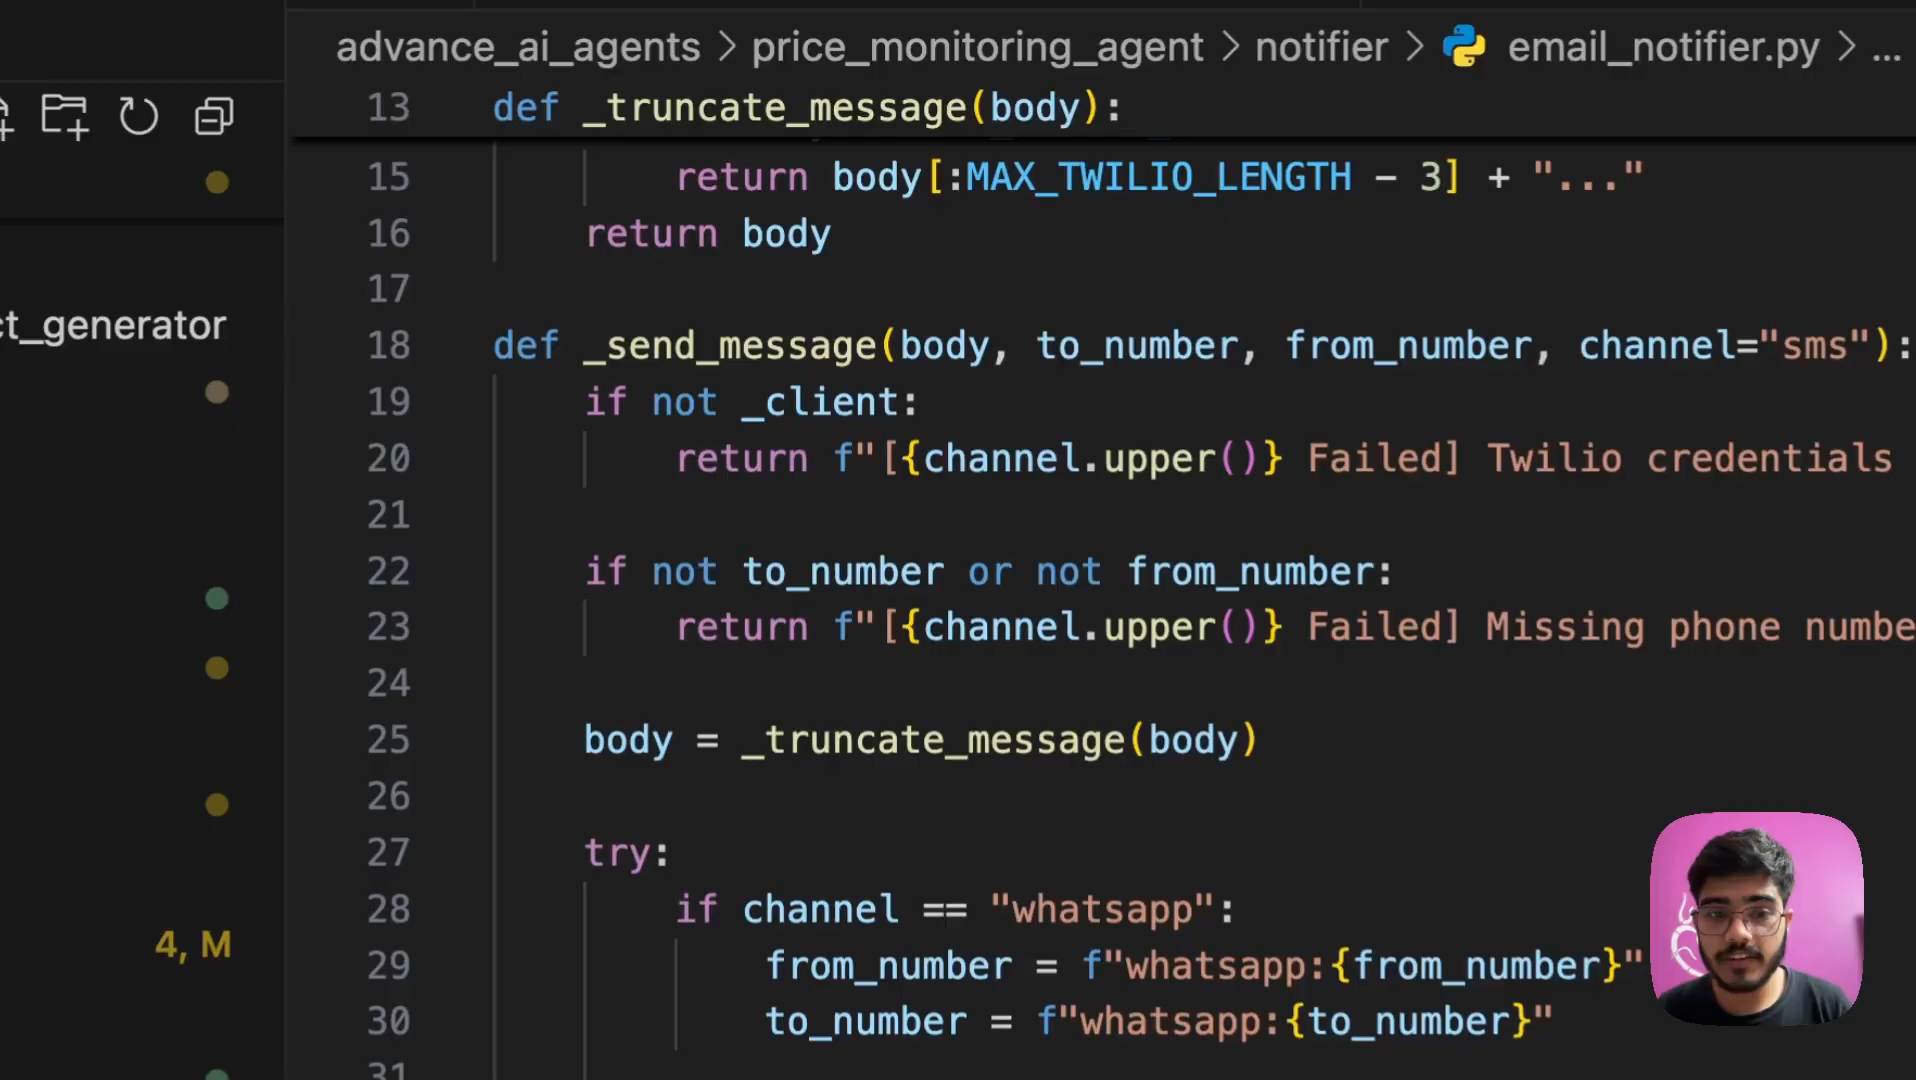 advance_ai_agents > price_monitoring_agent > notifier > email_notifier.py > ...
13 def _truncate_message(body):
15 return body[:MAX_TWILIO_LENGTH - 3] + "..."
16 return body
17
ct_generator
18 def _send_message(body, to_number, from_number, channel="sms"):
19 if not _client:
20 return f"[{channel.upper()} Failed] Twilio credentials
21
22 if not to_number or not from_number:
23 return f"[{channel.upper()} Failed] Missing phone numbe
24
25 body = _truncate_message(body)
26
27 try:
28 if channel == "whatsapp":
4, M
29 from_number = f"whatsapp:{from_number}"
30 to_number = f"whatsapp:{to_number}"
31